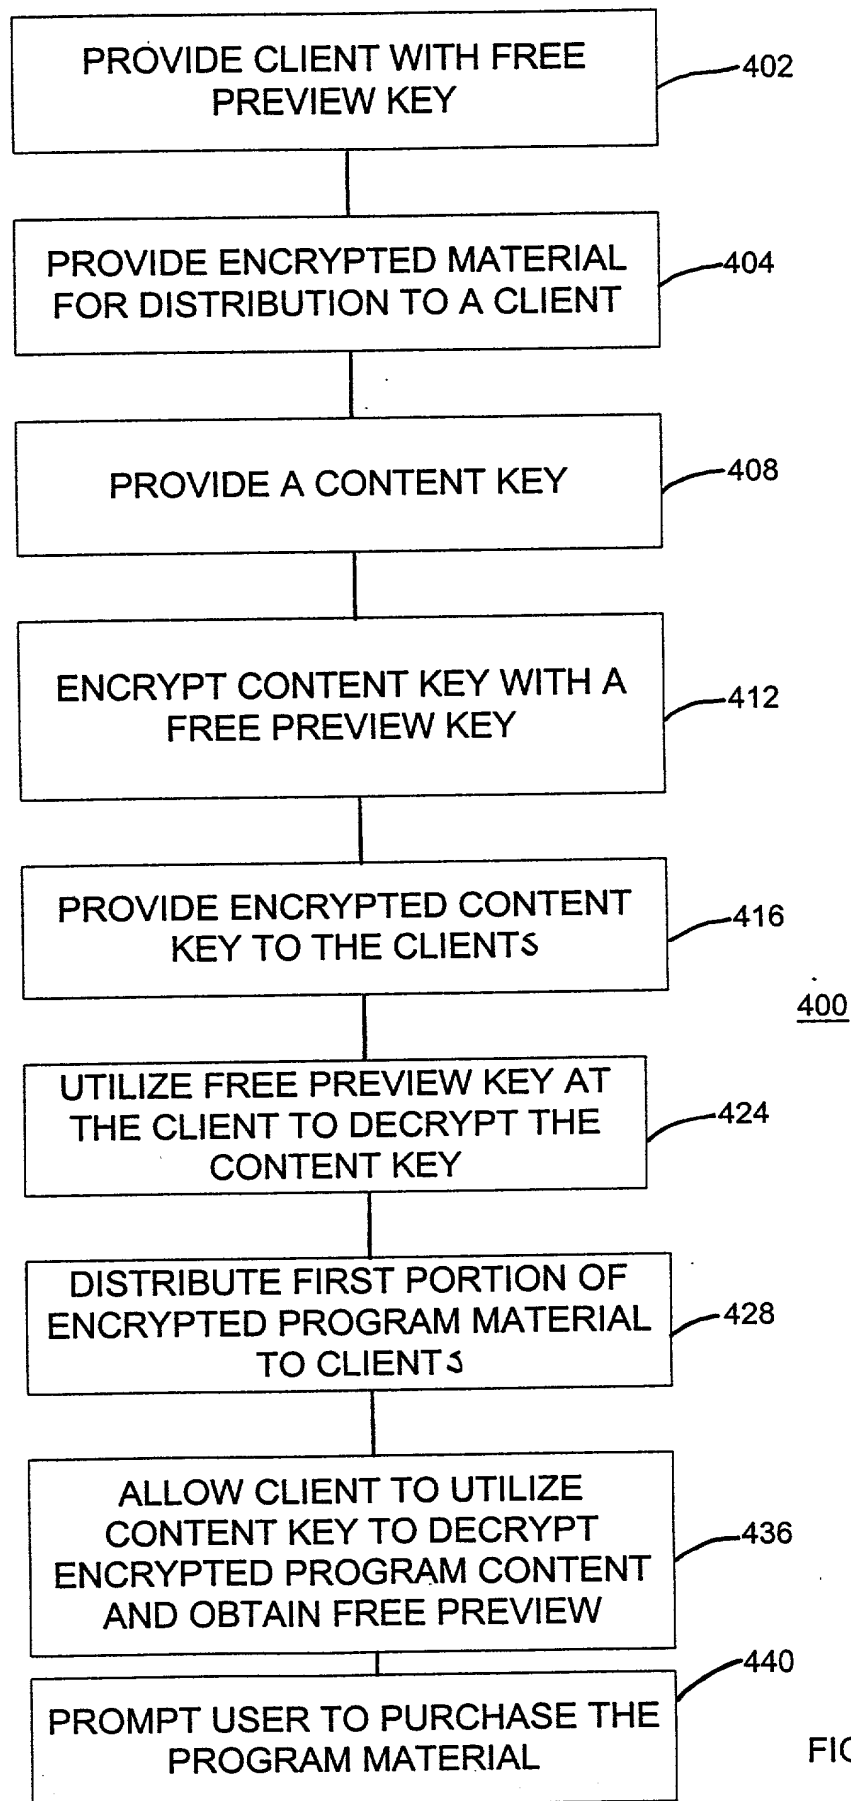 PROVIDE CLIENT WITH FREE
PREVIEW KEY
402
PROVIDE ENCRYPTED MATERIAL
FOR DISTRIBUTION TO A CLIENT
404
PROVIDE A CONTENT KEY
408
ENCRYPT CONTENT KEY WITH A
FREE PREVIEW KEY
412
PROVIDE ENCRYPTED CONTENT
KEY TO THE CLIENTS
416
400
UTILIZE FREE PREVIEW KEY AT
THE CLIENT TO DECRYPT THE
CONTENT KEY
424
DISTRIBUTE FIRST PORTION OF
ENCRYPTED PROGRAM MATERIAL
TO CLIENTS
428
ALLOW CLIENT TO UTILIZE
CONTENT KEY TO DECRYPT
ENCRYPTED PROGRAM CONTENT
AND OBTAIN FREE PREVIEW
436
440
PROMPT USER TO PURCHASE THE
PROGRAM MATERIAL